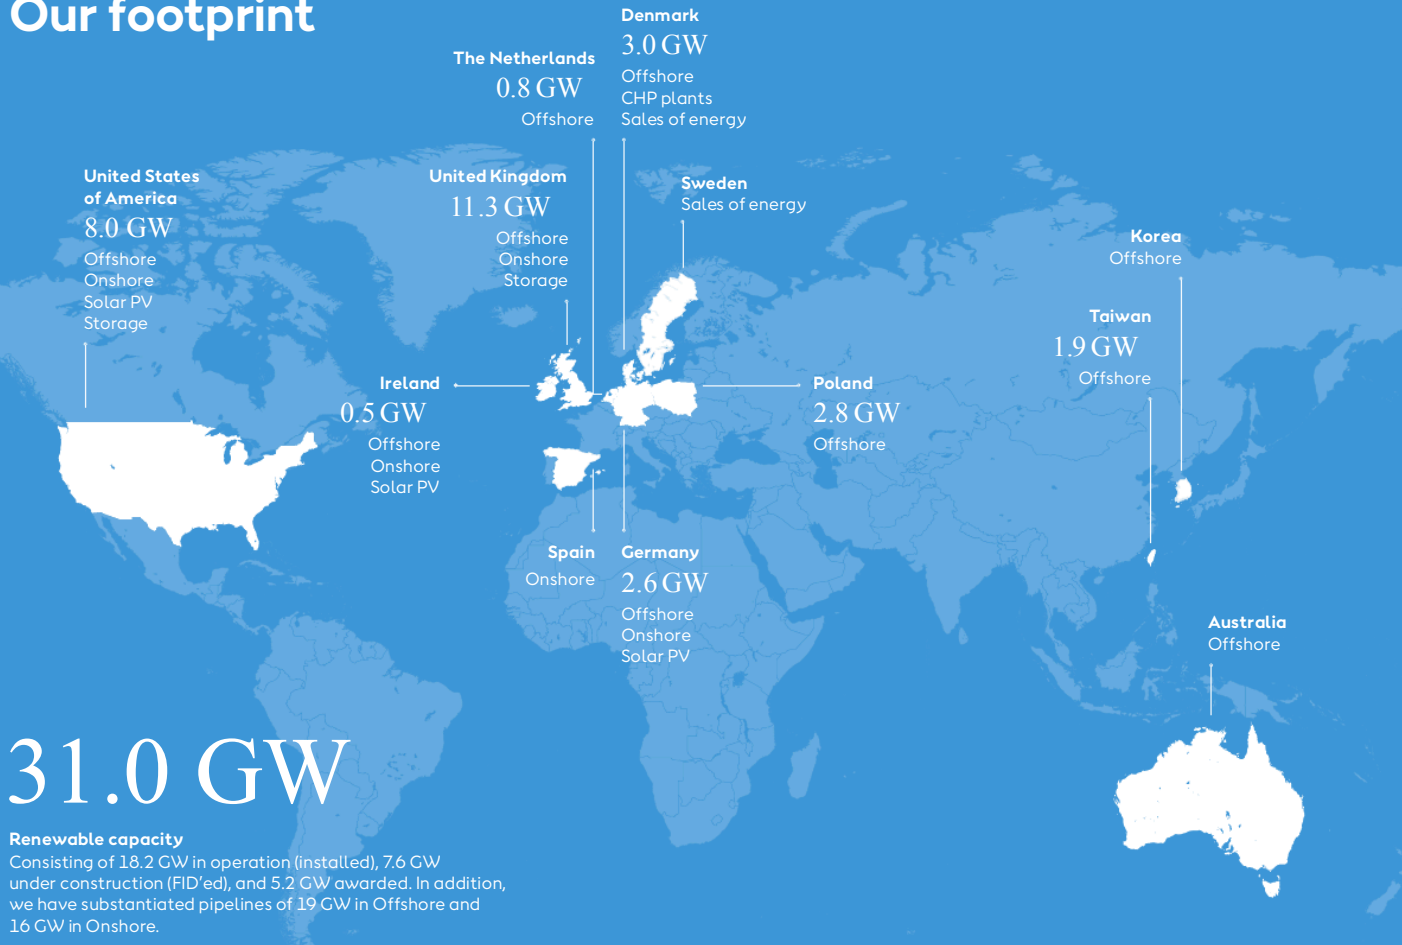 Our footprint
Denmark
3.0 GW
Offshore
CHP plants
Sales of energy
The Netherlands
0.8 GW
Offshore
United States
of America
8.0 GW
Offshore
Onshore
Solar PV
Storage
United Kingdom
11.3 GW
Offshore
Onshore
Storage
Sweden
Sales of energy
Korea
Offshore
Taiwan
1.9 GW
Offshore
Ireland
0.5 GW
Offshore
Onshore
Solar PV
Poland
2.8 GW
Offshore
Spain
Onshore
Germany
2.6 GW
Offshore
Onshore
Solar PV
Australia
Offshore
31.0 GW
Renewable capacity
Consisting of 18.2 GW in operation (installed), 7.6 GW
under construction (FID’ed), and 5.2 GW awarded. In addition,
we have substantiated pipelines of 19 GW in Offshore and
16 GW in Onshore.